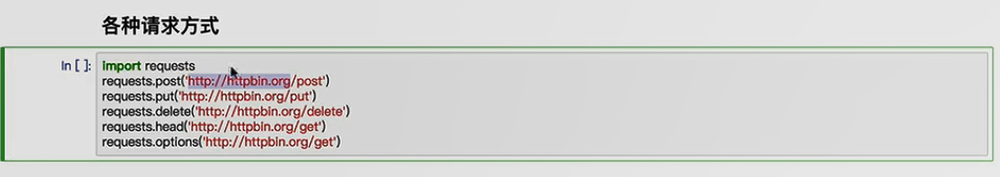 各种请求方式
In [ ]:
import requests
requests.post('http://httpbin.org/post')
requests.put('http://httpbin.org/put')
requests.delete('http://httpbin.org/delete')
requests.head('http://httpbin.org/get')
requests.options('http://httpbin.org/get')